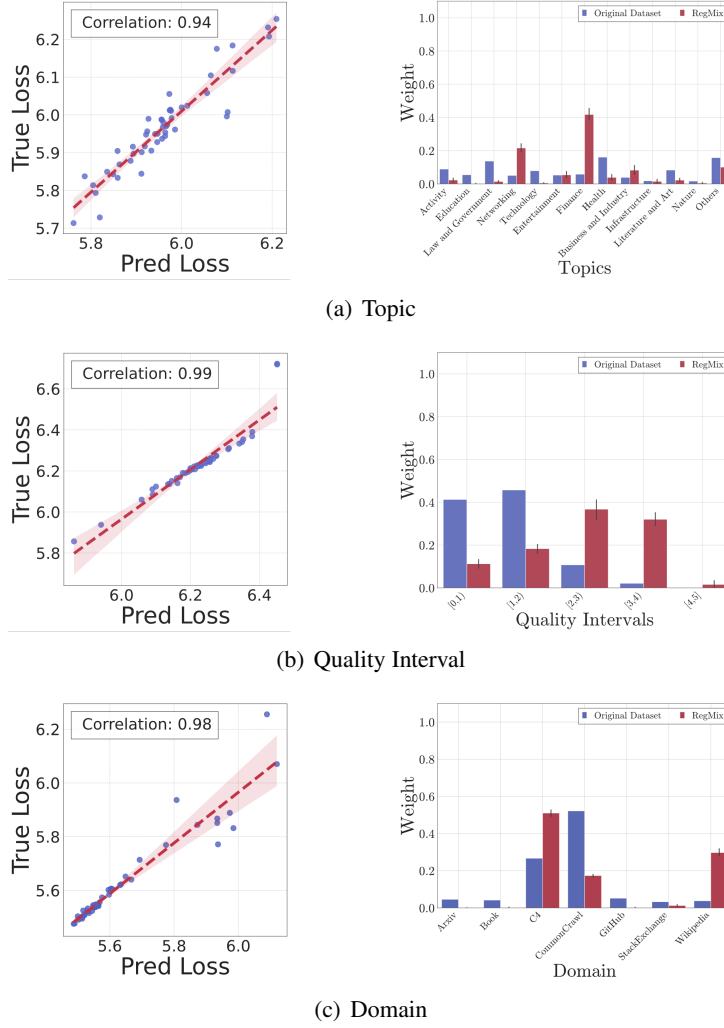 Correlation: 0.94
True Loss
6.2
6.1
6.0
5.9
5.8
5.7
5.8 6.0 6.2
Pred Loss
Original Dataset RegMix
Weight
1.0
0.8
0.6
0.4
0.2
0.0
Activity
Education
Law and Government
Networking
Technology
Entertainment
Finance
Health
Business and Industry
Infrastructure
Literature and Art
Nature
Others
Topics
(a) Topic
Correlation: 0.99
True Loss
6.6
6.4
6.2
6.0
5.8
6.0 6.2 6.4
Pred Loss
Original Dataset RegMix
Weight
1.0
0.8
0.6
0.4
0.2
0.0
[0,1)
[1,2)
[2,3)
[3,4)
[4,5]
Quality Intervals
(b) Quality Interval
Correlation: 0.98
True Loss
6.2
6.0
5.8
5.6
5.6 5.8 6.0
Pred Loss
Original Dataset RegMix
Weight
1.0
0.8
0.6
0.4
0.2
0.0
Arxiv
Book
C4
CommonCrawl
GitHub
StackExchange
Wikipedia
Domain
(c) Domain